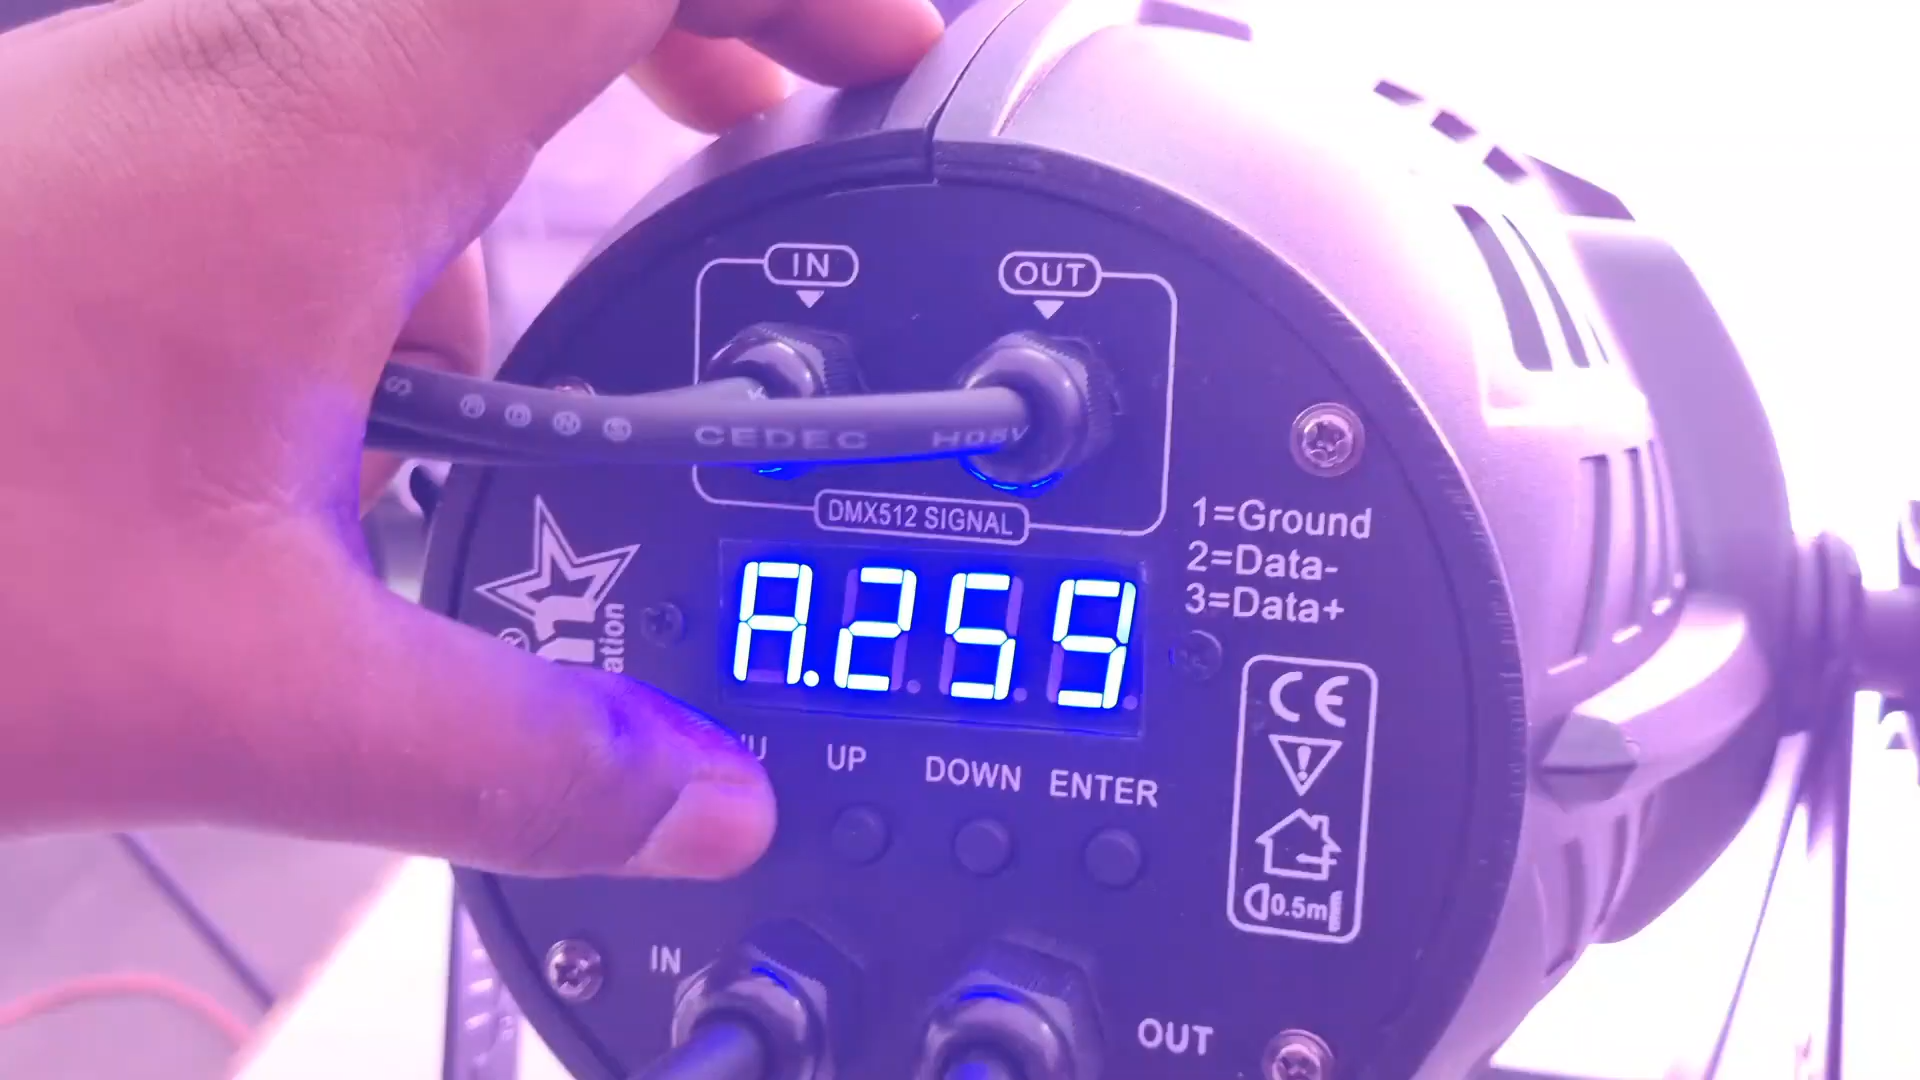 IN
OUT
CEDEC H05V
DMX512 SIGNAL
1=Ground
2=Data-
3=Data+
A.259
UP DOWN ENTER
CE
0.5m
IN
OUT